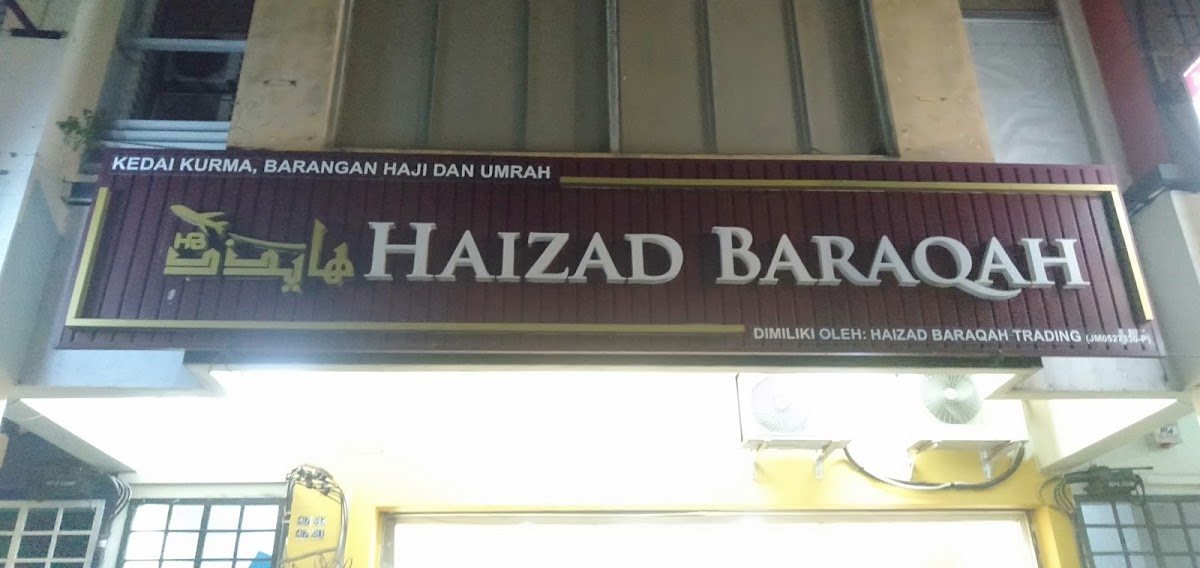 KEDAI KURMA, BARANGAN HAJI DAN UMRAH
HB
هايذد HAIZAD BARAQAH
DIMILIKI OLEH: HAIZAD BARAQAH TRADING